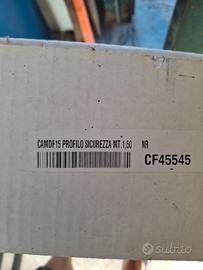 CAMDF15 PROFILO SICUREZZA MT.1,50 NR
CF45545
subito